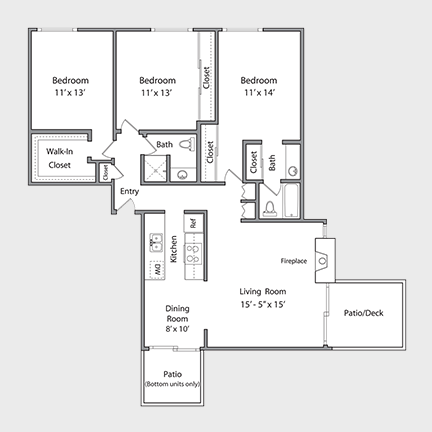 Bedroom
11' x 13'
Bedroom
11' x 13'
Closet
Bedroom
11' x 14'
Walk-In
Closet
Closet
Bath
Closet
Closet
Bath
Entry
Kitchen
Ref
DW
Fireplace
Living Room
15' - 5" x 15'
Dining
Room
8' x 10'
Patio/Deck
Patio
(Bottom units only)